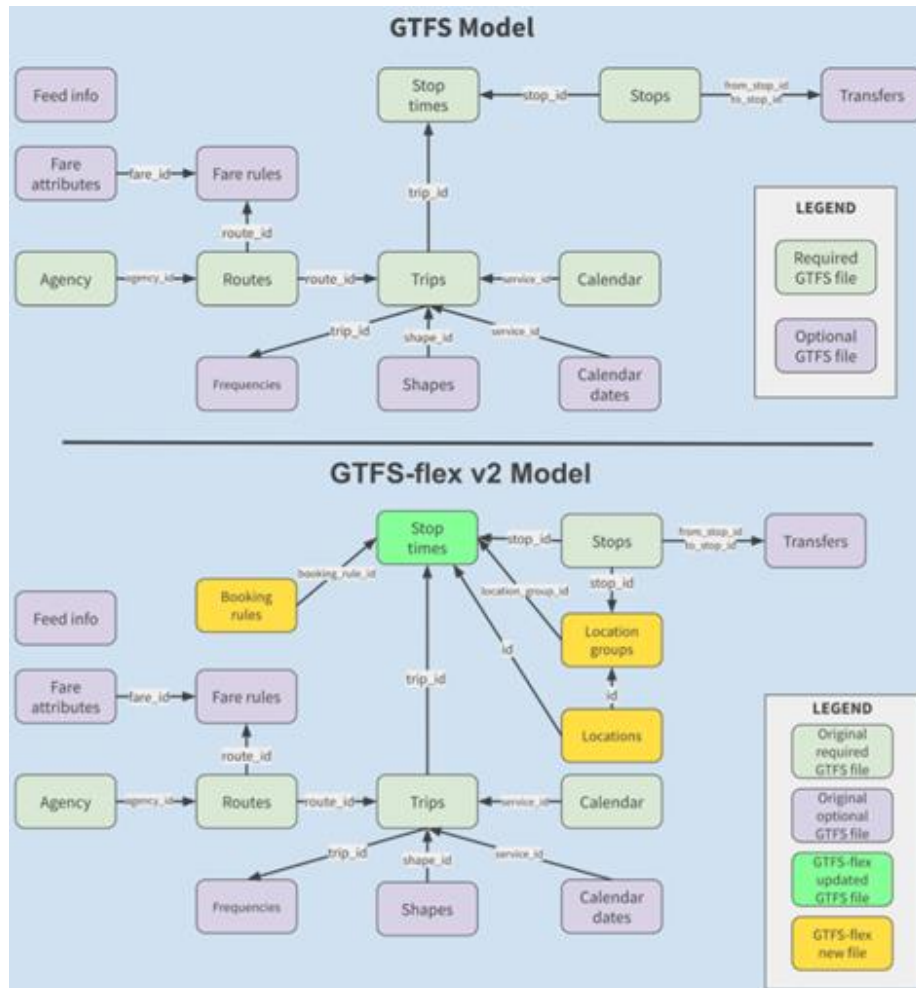 GTFS Model
Feed info
Stop
times
stop_id
Stops
from_stop_id
to_stop_id
Transfers
Fare
attributes
fare_id
Fare rules
trip_id
route_id
LEGEND
Required
GTFS file
Optional
GTFS file
Agency
agency_id
Routes
route_id
Trips
service_id
Calendar
trip_id
shape_id
service_id
Frequencies
Shapes
Calendar
dates
GTFS-flex v2 Model
Stop
times
stop_id
Stops
from_stop_id
to_stop_id
Transfers
booking_rule_id
location_group_id
stop_id
Booking
rules
Feed info
Location
groups
id
id
Fare
attributes
fare_id
Fare rules
trip_id
Locations
route_id
Agency
agency_id
Routes
route_id
Trips
service_id
Calendar
trip_id
shape_id
service_id
Frequencies
Shapes
Calendar
dates
LEGEND
Original
required
GTFS file
Original
optional
GTFS file
GTFS-flex
updated
GTFS file
GTFS-flex
new file